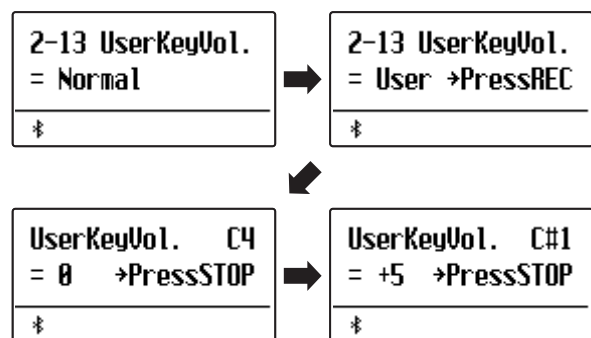 2-13 UserKeyVol.
= Normal
2-13 UserKeyVol.
= User →PressREC
UserKeyVol. C4
= 0 →PressSTOP
UserKeyVol. C#1
= +5 →PressSTOP